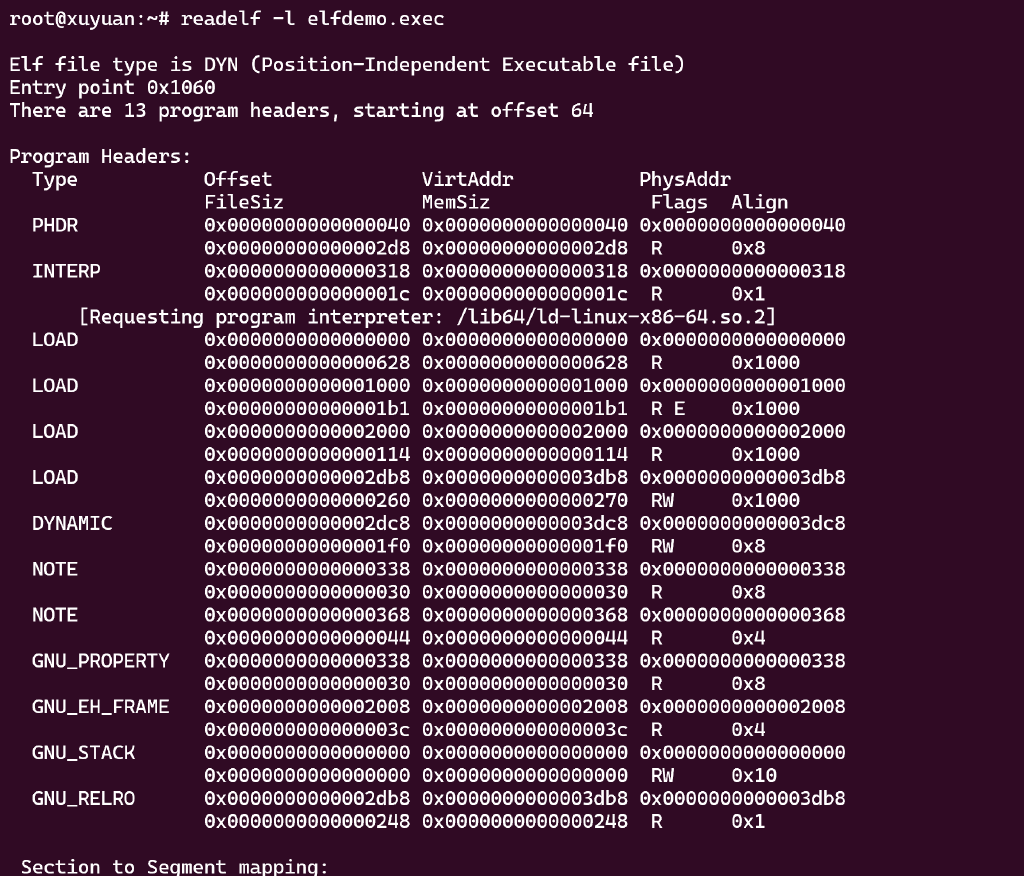 root@xuyuan:~# readelf -l elfdemo.exec

Elf file type is DYN (Position-Independent Executable file)
Entry point 0x1060
There are 13 program headers, starting at offset 64

Program Headers:
  Type           Offset             VirtAddr           PhysAddr
                 FileSiz            MemSiz              Flags  Align
  PHDR           0x0000000000000040 0x0000000000000040 0x0000000000000040
                 0x00000000000002d8 0x00000000000002d8  R      0x8
  INTERP         0x0000000000000318 0x0000000000000318 0x0000000000000318
                 0x000000000000001c 0x000000000000001c  R      0x1
      [Requesting program interpreter: /lib64/ld-linux-x86-64.so.2]
  LOAD           0x0000000000000000 0x0000000000000000 0x0000000000000000
                 0x0000000000000628 0x0000000000000628  R      0x1000
  LOAD           0x0000000000001000 0x0000000000001000 0x0000000000001000
                 0x00000000000001b1 0x00000000000001b1  R E    0x1000
  LOAD           0x0000000000002000 0x0000000000002000 0x0000000000002000
                 0x0000000000000114 0x0000000000000114  R      0x1000
  LOAD           0x0000000000002db8 0x0000000000003db8 0x0000000000003db8
                 0x0000000000000260 0x0000000000000270  RW     0x1000
  DYNAMIC        0x0000000000002dc8 0x0000000000003dc8 0x0000000000003dc8
                 0x00000000000001f0 0x00000000000001f0  RW     0x8
  NOTE           0x0000000000000338 0x0000000000000338 0x0000000000000338
                 0x0000000000000030 0x0000000000000030  R      0x8
  NOTE           0x0000000000000368 0x0000000000000368 0x0000000000000368
                 0x0000000000000044 0x0000000000000044  R      0x4
  GNU_PROPERTY   0x0000000000000338 0x0000000000000338 0x0000000000000338
                 0x0000000000000030 0x0000000000000030  R      0x8
  GNU_EH_FRAME   0x0000000000002008 0x0000000000002008 0x0000000000002008
                 0x000000000000003c 0x000000000000003c  R      0x4
  GNU_STACK      0x0000000000000000 0x0000000000000000 0x0000000000000000
                 0x0000000000000000 0x0000000000000000  RW     0x10
  GNU_RELRO      0x0000000000002db8 0x0000000000003db8 0x0000000000003db8
                 0x0000000000000248 0x0000000000000248  R      0x1

 Section to Segment mapping: